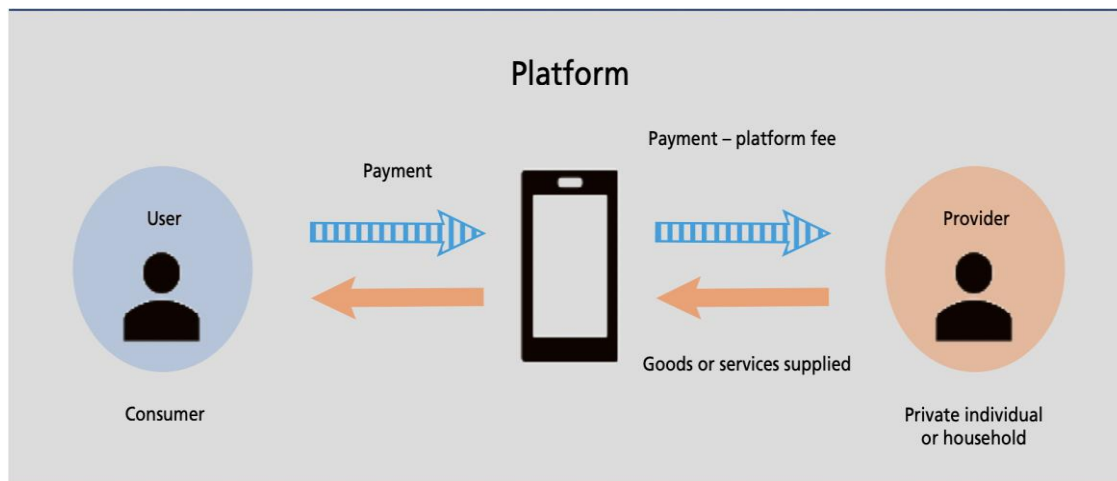 Platform
Payment – platform fee
Payment
User
Provider
Goods or services supplied
Consumer
Private individual
or household